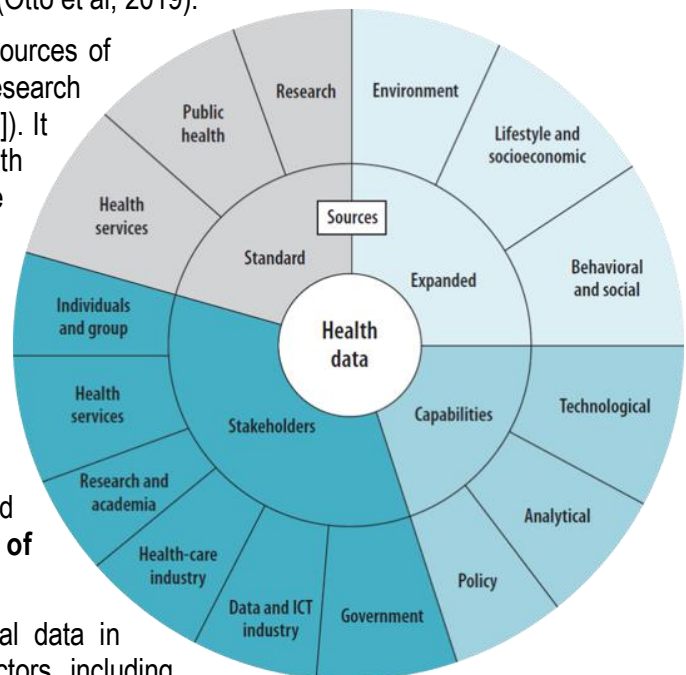 (Otto et al, 2019).
ources of
esearch
]). It
th
e
d
of
al data in
ctors, including
Health
data
Sources
Standard
Expanded
Capabilities
Stakeholders
Research
Public
health
Health
services
Environment
Lifestyle and
socioeconomic
Behavioral
and social
Technological
Analytical
Policy
Government
Data and ICT
industry
Health-care
industry
Research and
academia
Health
services
Individuals
and group